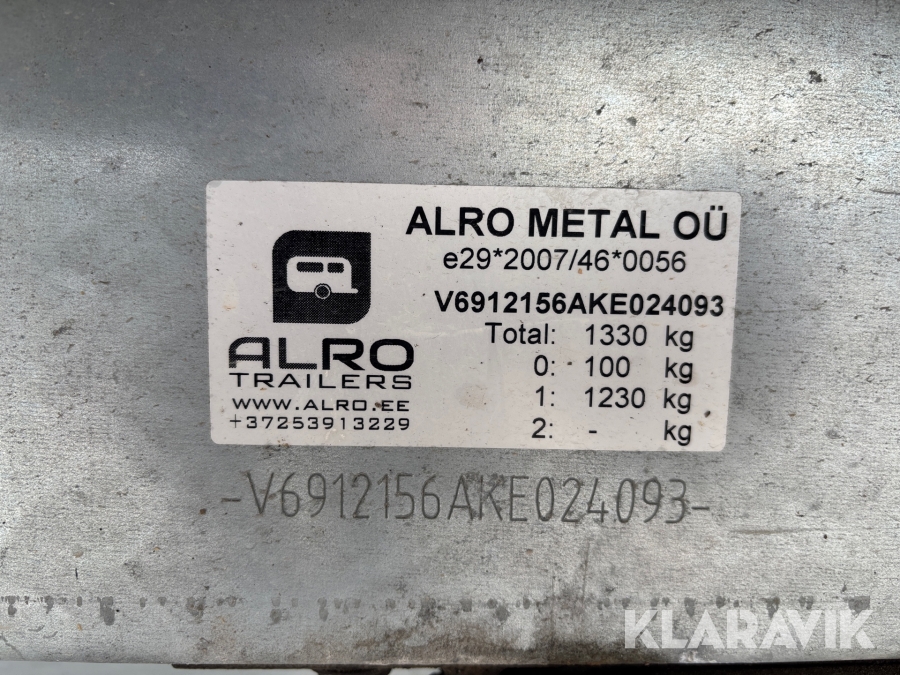 ALRO METAL OÜ
e29*2007/46*0056
V6912156AKE024093
Total: 1330 kg
0: 100 kg
1: 1230 kg
2: - kg
ALRO
TRAILERS
WWW.ALRO.EE
+37253913229
-V6912156AKE024093-
KLARAVIK